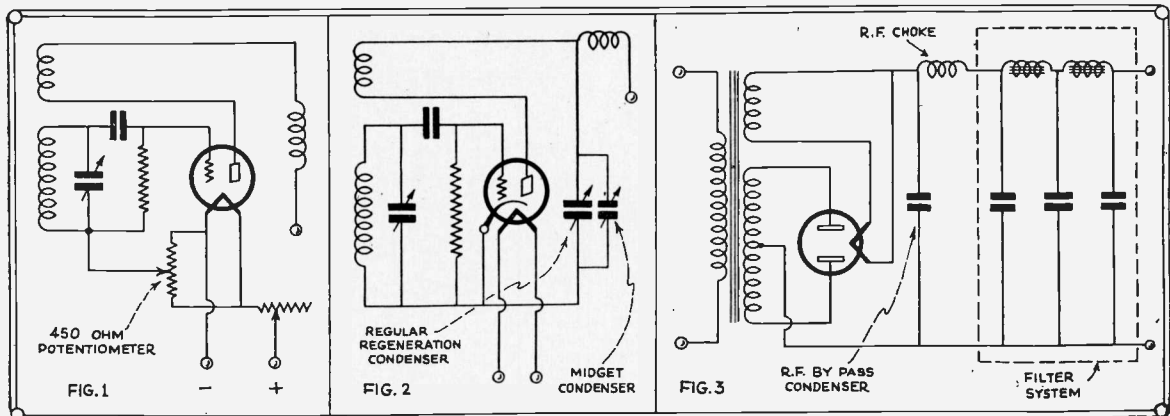 450 OHM
POTENTIOMETER
FIG.1
−
+
REGULAR
REGENERATION
CONDENSER
MIDGET
CONDENSER
FIG. 2
R.F. CHOKE
R.F. BY PASS
CONDENSER
FILTER
SYSTEM
FIG.3